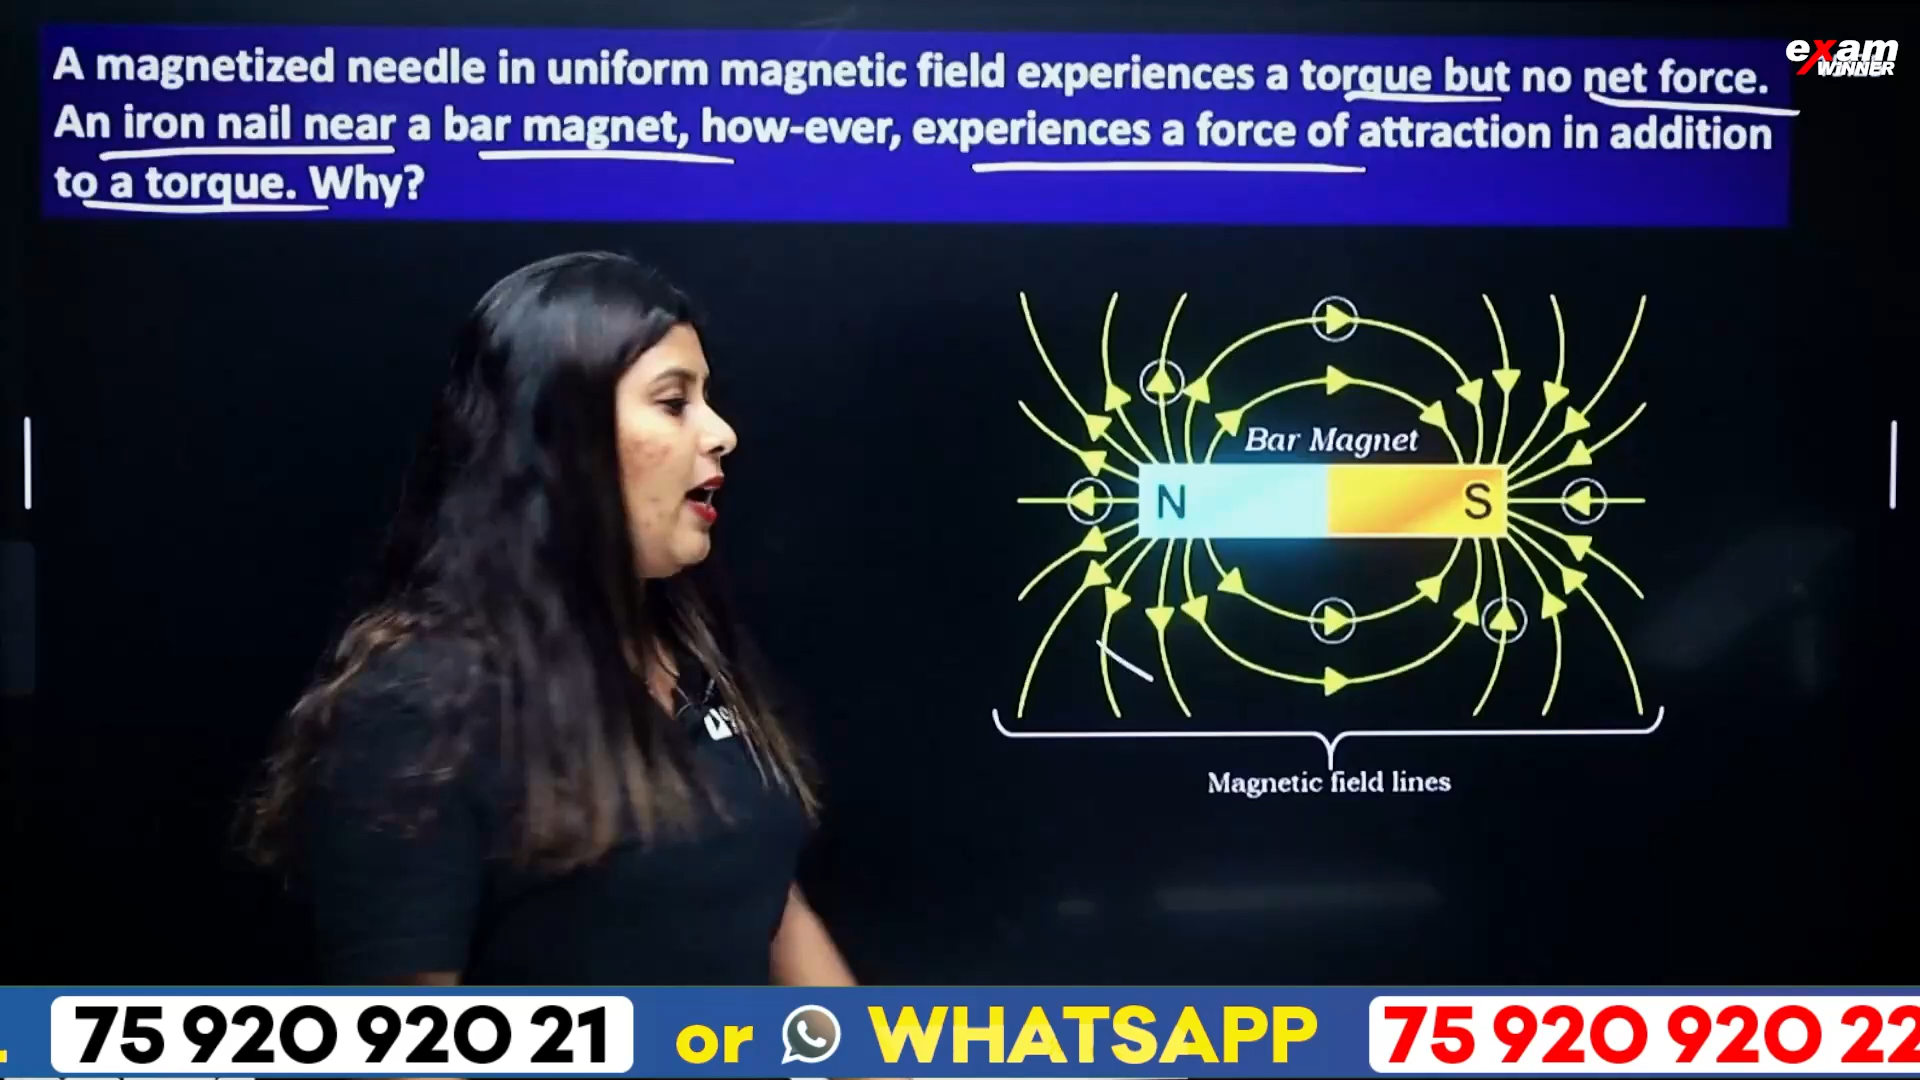 A magnetized needle in uniform magnetic field experiences a torque but no net force.
An iron nail near a bar magnet, how-ever, experiences a force of attraction in addition
to a torque. Why?
exam
WINNER
Bar Magnet
N
S
Magnetic field lines
75 920 920 21 or WHATSAPP 75 920 920 22